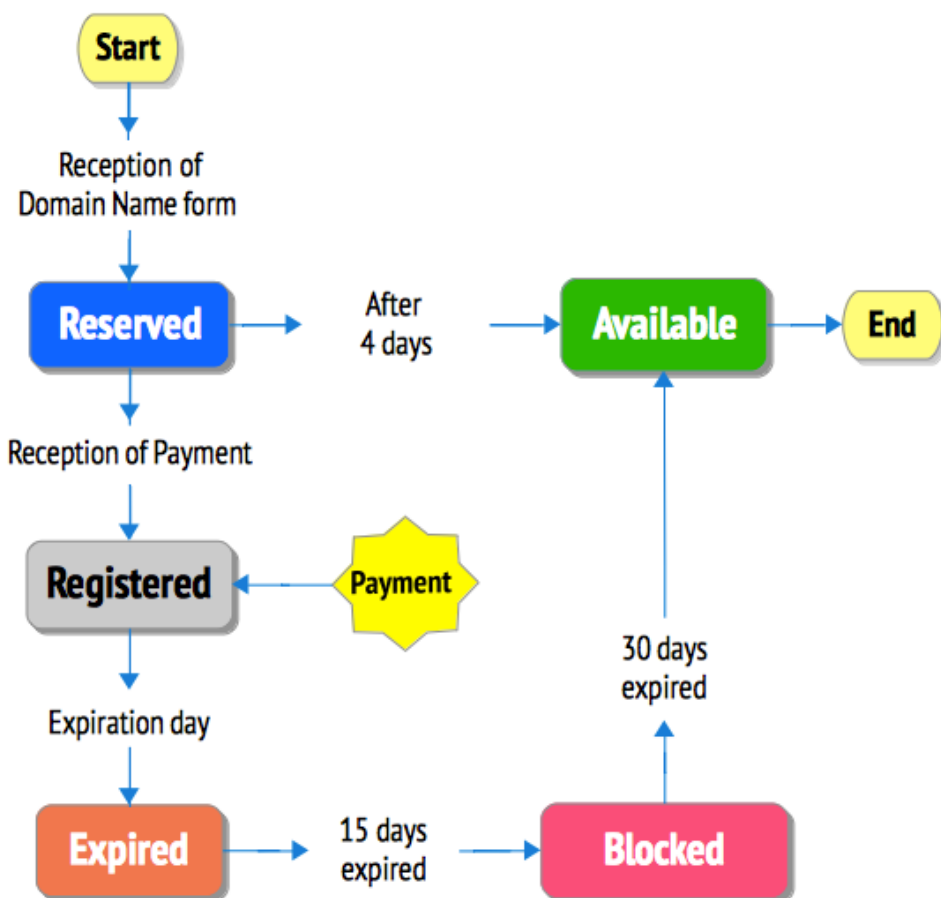 Start
Reception of
Domain Name form
Reserved
After
4 days
Available
End
Reception of Payment
Registered
Payment
Expiration day
30 days
expired
Expired
15 days
expired
Blocked